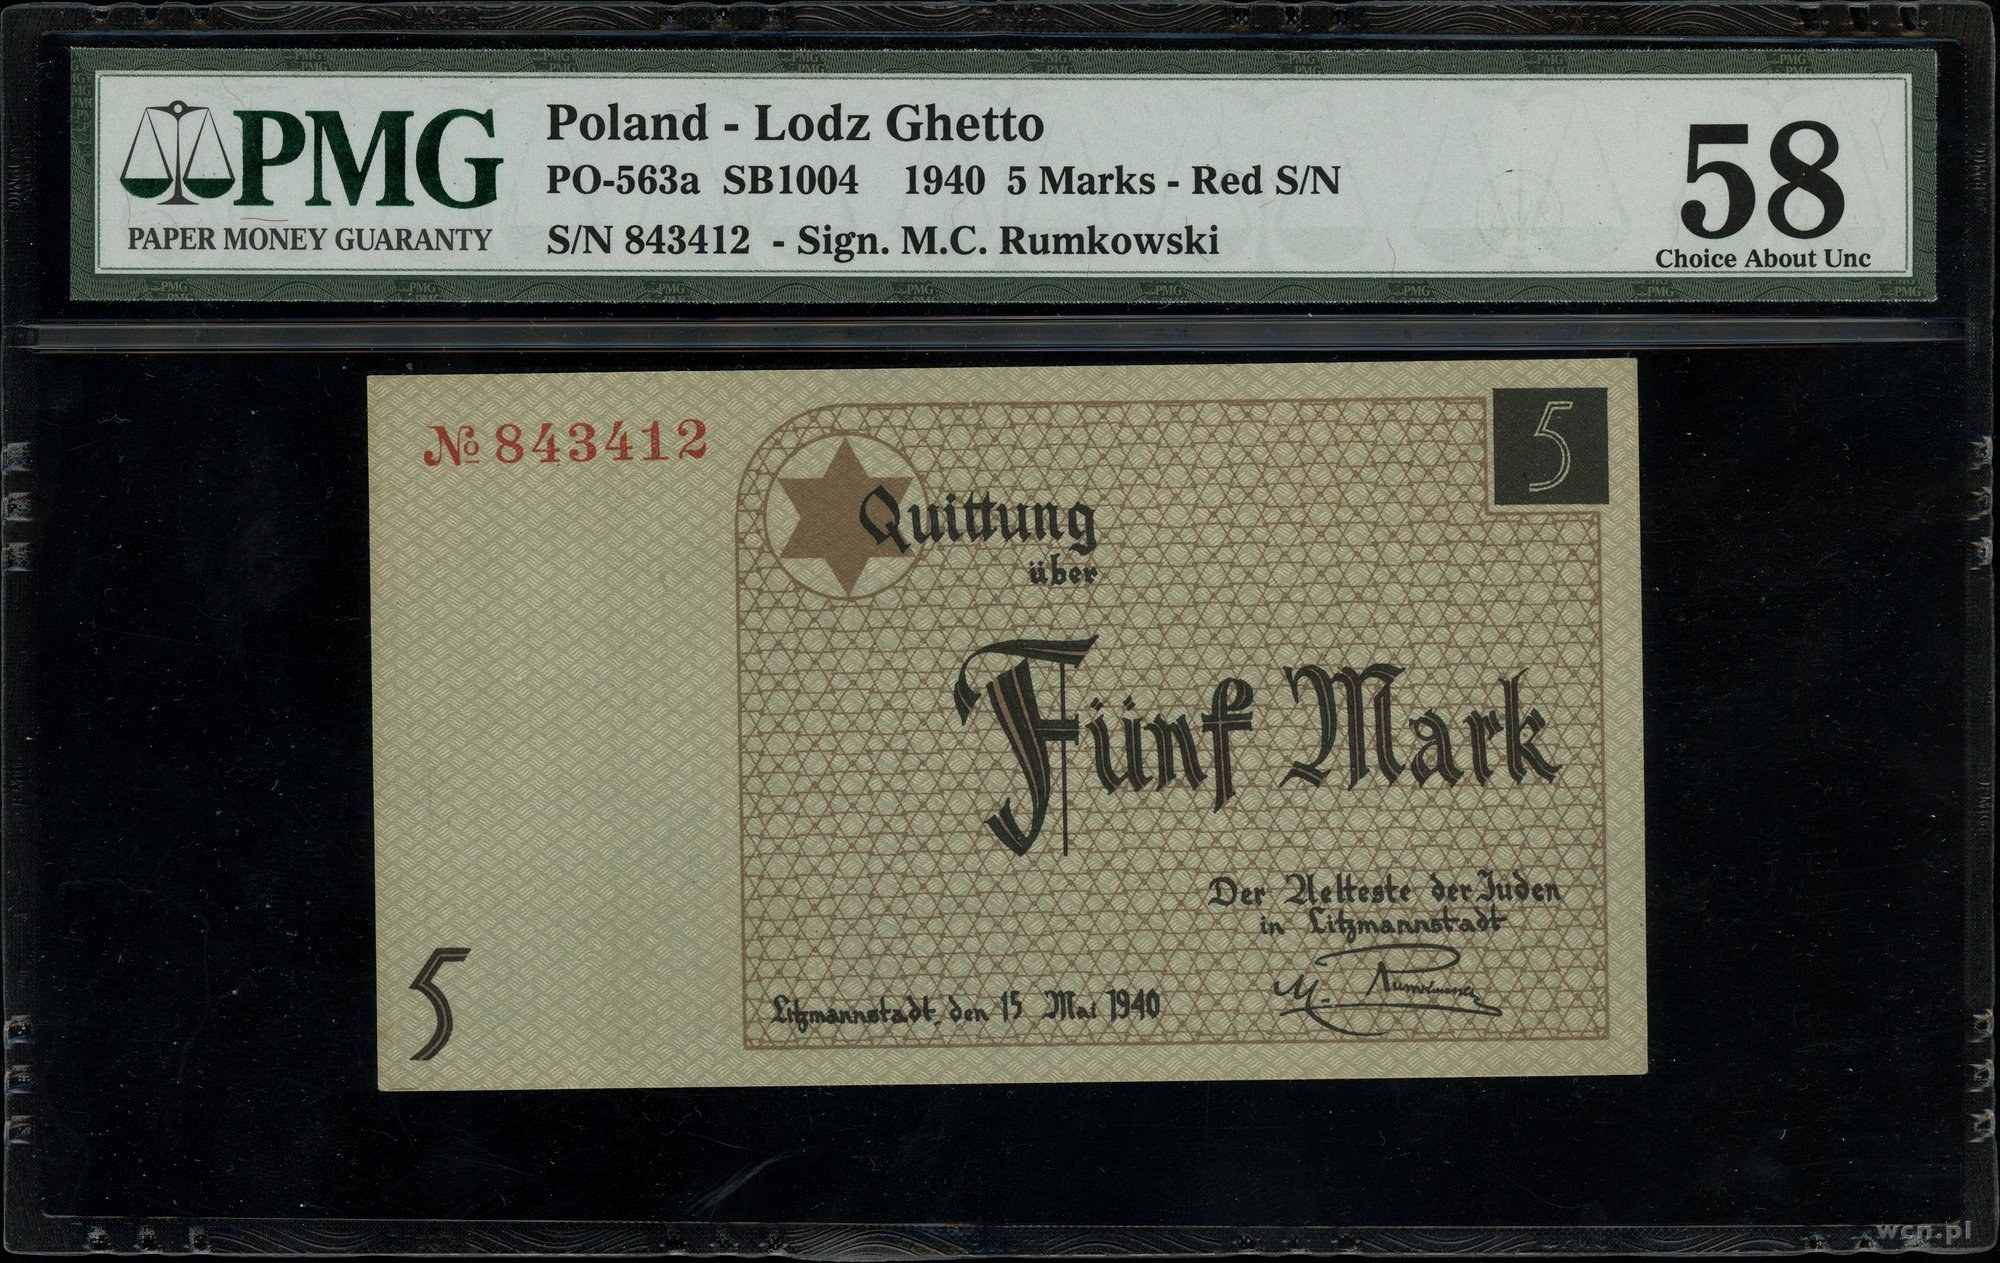 PMG
PAPER MONEY GUARANTY
Poland - Lodz Ghetto
PO-563a SB1004 1940 5 Marks - Red S/N
S/N 843412 - Sign. M.C. Rumkowski
58
Choice About Unc
№ 843412
5
Quittung
über
Fünf Mark
Der Aelteste der Juden
in Litzmannstadt
M. Rumkowski
Litzmannstadt, den 15 Mai 1940
5
wcn.pl